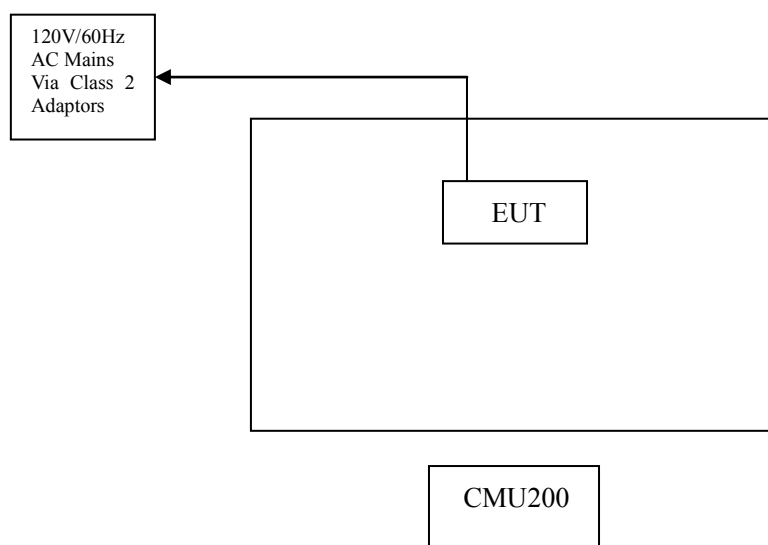 120V/60Hz
AC Mains
Via Class 2
Adaptors
EUT
CMU200